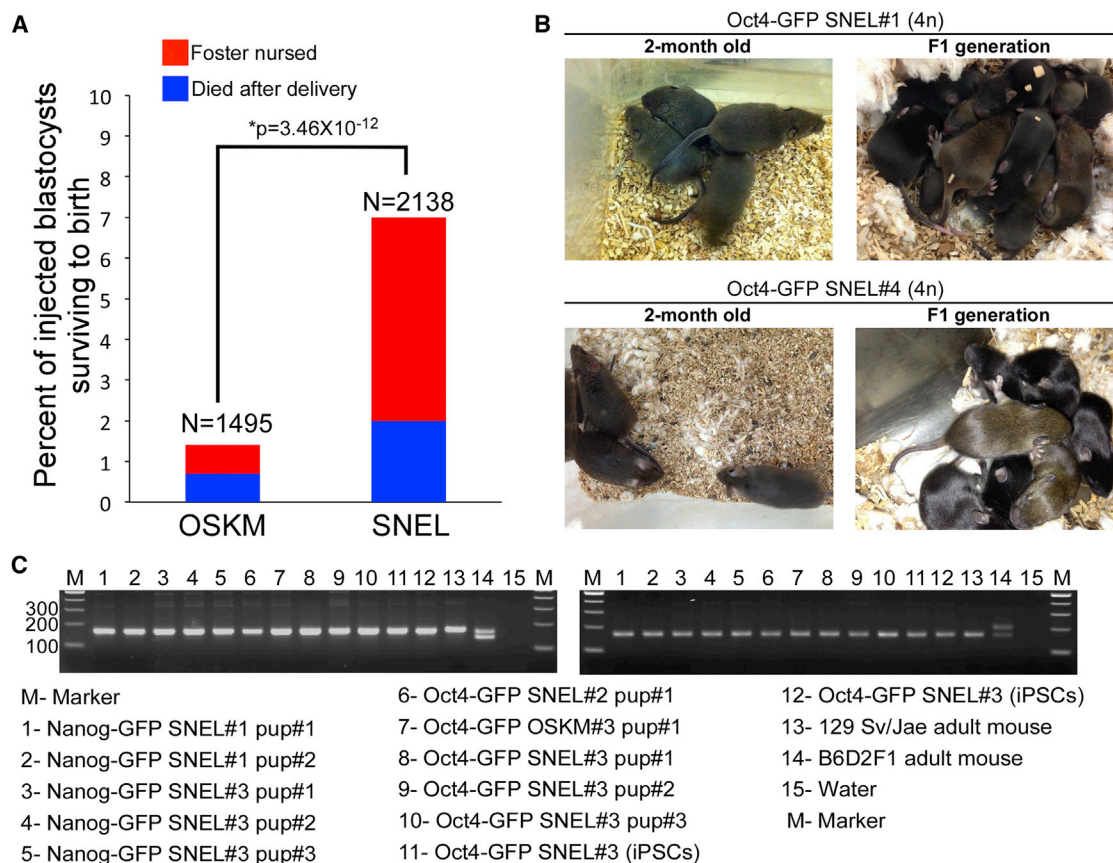 A
Foster nursed
Died after delivery
Percent of injected blastocysts
surviving to birth
10
9
8
7
6
5
4
3
2
1
0
*p=3.46X10-12
N=1495
N=2138
OSKM
SNEL
B
Oct4-GFP SNEL#1 (4n)
2-month old
F1 generation
Oct4-GFP SNEL#4 (4n)
2-month old
F1 generation
C
M 1 2 3 4 5 6 7 8 9 10 11 12 13 14 15 M
300
200
100
M 1 2 3 4 5 6 7 8 9 10 11 12 13 14 15 M
M- Marker
1- Nanog-GFP SNEL#1 pup#1
2- Nanog-GFP SNEL#1 pup#2
3- Nanog-GFP SNEL#3 pup#1
4- Nanog-GFP SNEL#3 pup#2
5- Nanog-GFP SNEL#3 pup#3
6- Oct4-GFP SNEL#2 pup#1
7- Oct4-GFP OSKM#3 pup#1
8- Oct4-GFP SNEL#3 pup#1
9- Oct4-GFP SNEL#3 pup#2
10- Oct4-GFP SNEL#3 pup#3
11- Oct4-GFP SNEL#3 (iPSCs)
12- Oct4-GFP SNEL#3 (iPSCs)
13- 129 Sv/Jae adult mouse
14- B6D2F1 adult mouse
15- Water
M- Marker